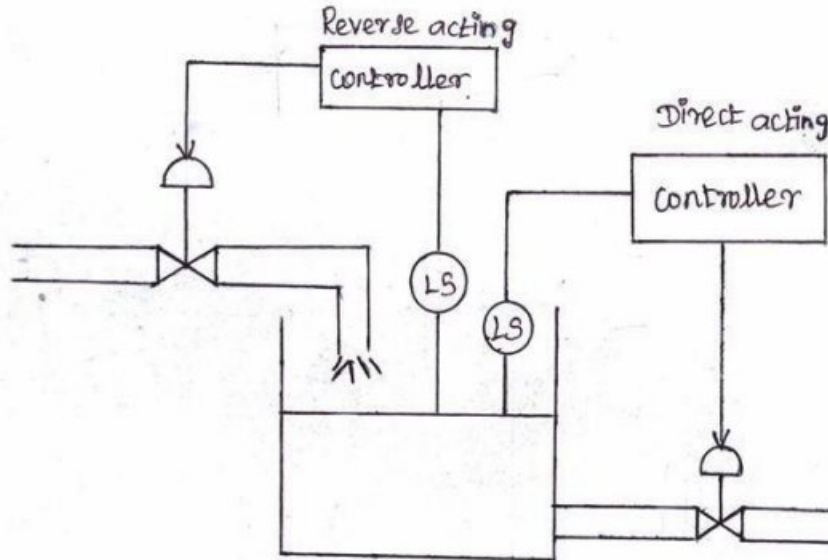 Reverse acting
controller
Direct acting
controller
LS
LS